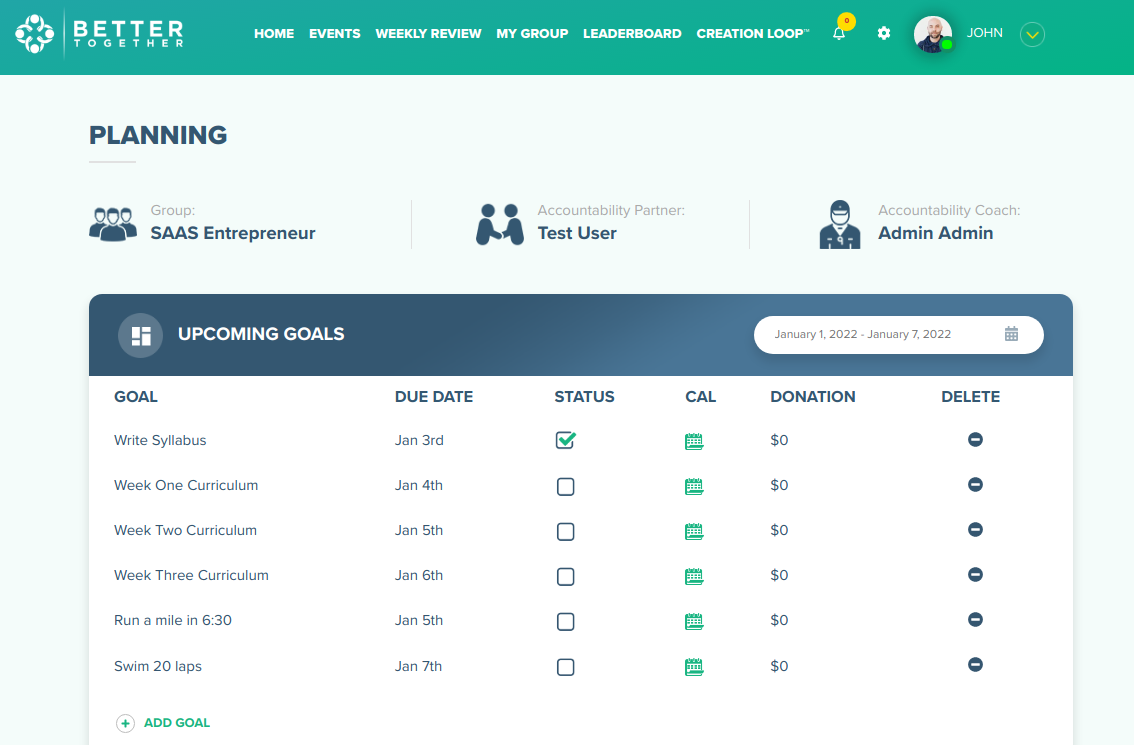 BETTER
TOGETHER
HOME EVENTS WEEKLY REVIEW MY GROUP LEADERBOARD CREATION LOOP™ 0 JOHN
PLANNING
Group:
SAAS Entrepreneur
Accountability Partner:
Test User
Accountability Coach:
Admin Admin
UPCOMING GOALS
January 1, 2022 - January 7, 2022
GOAL DUE DATE STATUS CAL DONATION DELETE
Write Syllabus Jan 3rd $0
Week One Curriculum Jan 4th $0
Week Two Curriculum Jan 5th $0
Week Three Curriculum Jan 6th $0
Run a mile in 6:30 Jan 5th $0
Swim 20 laps Jan 7th $0
ADD GOAL